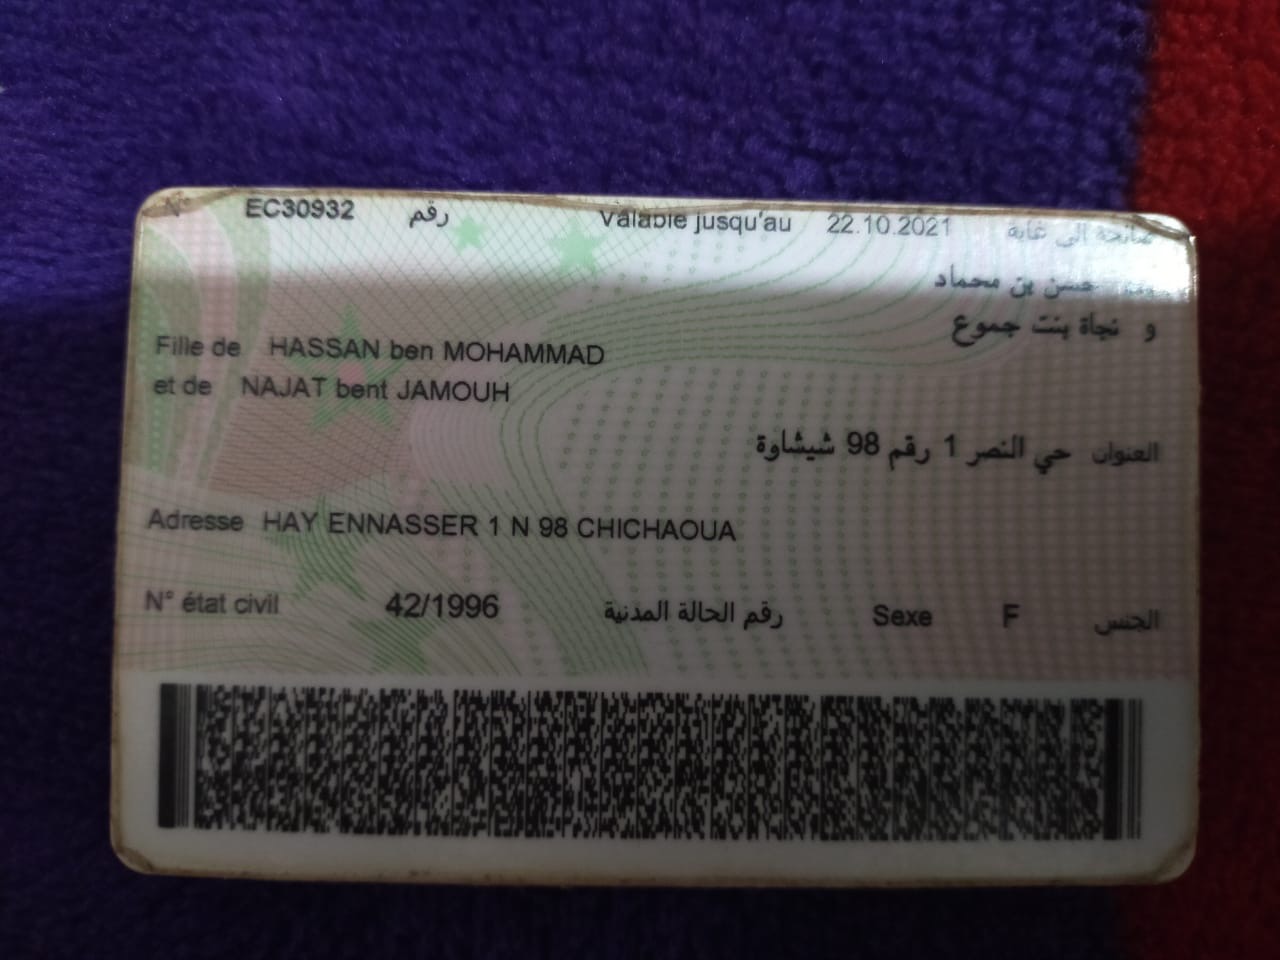 N° EC30932 رقم Valable jusqu'au 22.10.2021 صالحة إلى غاية
حسن بن محماد
و نجاة بنت جموع
Fille de HASSAN ben MOHAMMAD
et de NAJAT bent JAMOUH
العنوان حي النصر 1 رقم 98 شيشاوة
Adresse HAY ENNASSER 1 N 98 CHICHAOUA
N° état civil 42/1996 رقم الحالة المدنية Sexe F الجنس